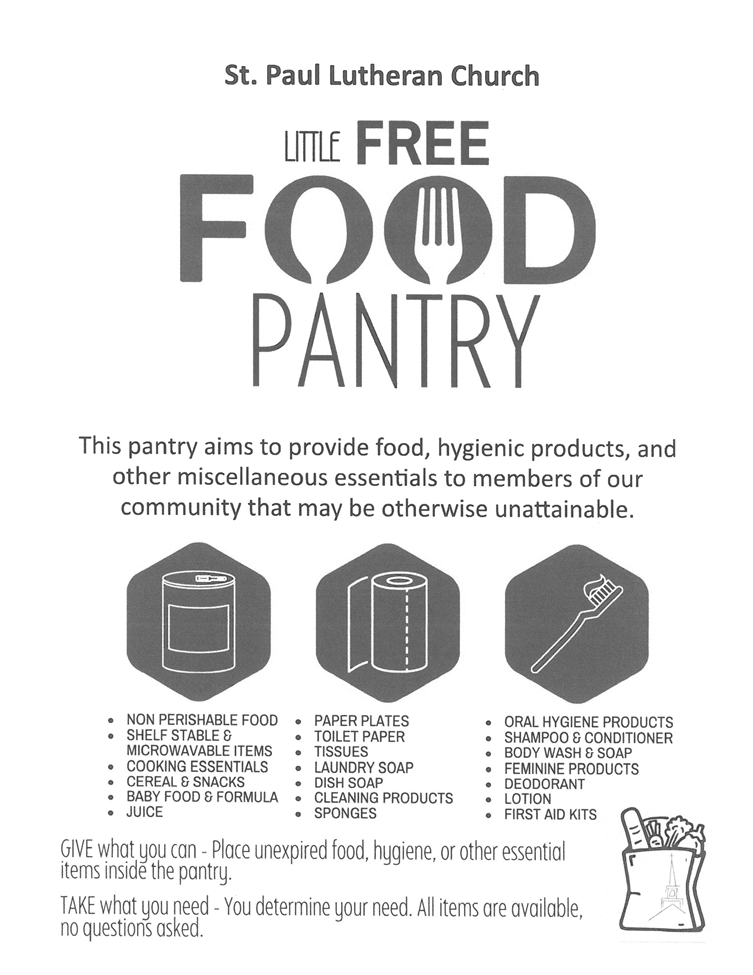 St. Paul Lutheran Church
LITTLE FREE
FOOD
PANTRY
This pantry aims to provide food, hygienic products, and
other miscellaneous essentials to members of our
community that may be otherwise unattainable.
• NON PERISHABLE FOOD
• SHELF STABLE &
MICROWAVABLE ITEMS
• COOKING ESSENTIALS
• CEREAL & SNACKS
• BABY FOOD & FORMULA
• JUICE
• PAPER PLATES
• TOILET PAPER
• TISSUES
• LAUNDRY SOAP
• DISH SOAP
• CLEANING PRODUCTS
• SPONGES
• ORAL HYGIENE PRODUCTS
• SHAMPOO & CONDITIONER
• BODY WASH & SOAP
• FEMININE PRODUCTS
• DEODORANT
• LOTION
• FIRST AID KITS
GIVE what you can - Place unexpired food, hygiene, or other essential
items inside the pantry.
TAKE what you need - You determine your need. All items are available,
no questions asked.